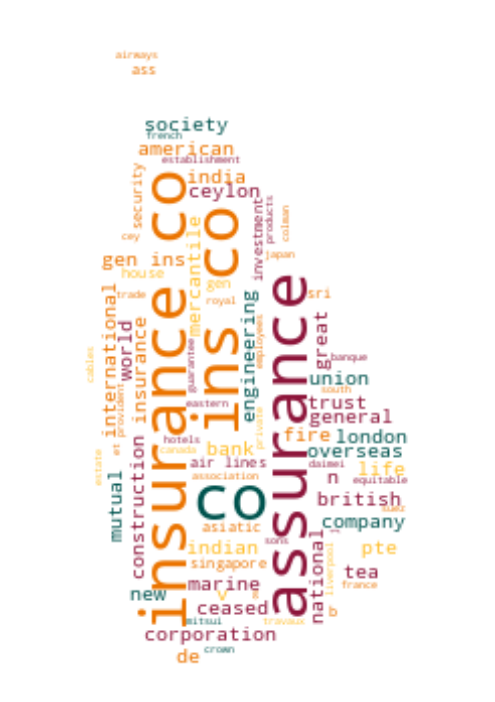 airways
ass
society
french
american
establishment
india
ceylon
security
insurance co
ins co
investment
products
colman
cey
japan
gen ins
house
mercantile
gen
royal
assurance
sri
international
trade
world
insurance
engineering
employees
great
cables
provident
guarantee
banque
union
south
eastern
trust
general
private
fire
london
hotels
canada
bank
overseas
air lines
daimei
life
association
n
equitable
estate
et
construction
mutual
co
british
suez
asiatic
company
sons
j
indian
pte
singapore
national
liverpool
tea
marine
france
new
v
ceased
b
mitsui
travaux
corporation
de
crown